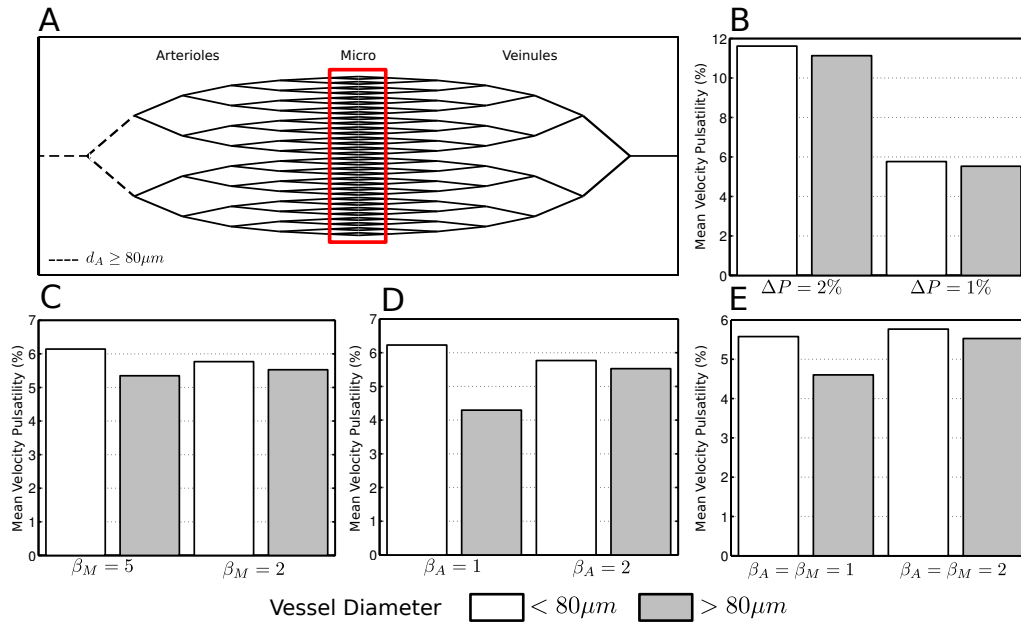 A
Arterioles
Micro
Veinules
d_A ≥ 80μm
B
Mean Velocity Pulsatility (%)
12
10
8
6
4
2
0
ΔP = 2%
ΔP = 1%
C
Mean Velocity Pulsatility (%)
7
6
5
4
3
2
1
0
β_M = 5
β_M = 2
D
Mean Velocity Pulsatility (%)
7
6
5
4
3
2
1
0
β_A = 1
β_A = 2
E
Mean Velocity Pulsatility (%)
6
5
4
3
2
1
0
β_A = β_M = 1
β_A = β_M = 2
Vessel Diameter
< 80μm
> 80μm